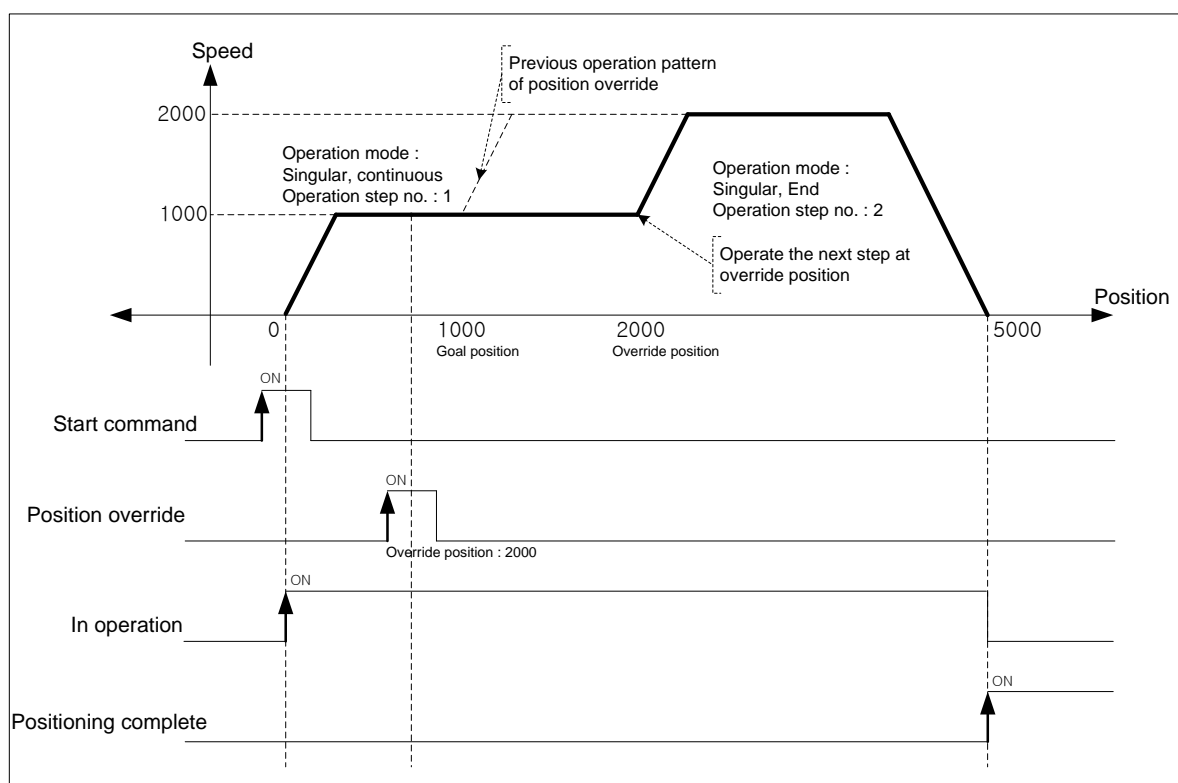 Speed
Previous operation pattern
of position override
2000
Operation mode :
Singular, continuous
Operation step no. : 1
Operation mode :
Singular, End
Operation step no. : 2
1000
Operate the next step at
override position
Position
0
1000
2000
5000
Goal position
Override position
ON
Start command
ON
Position override
Override position : 2000
ON
In operation
ON
Positioning complete